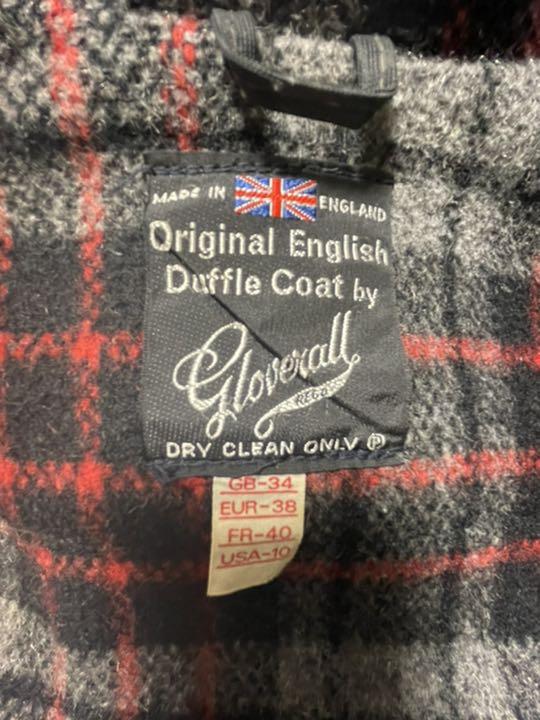 MADE IN ENGLAND
Original English
Duffle Coat by
Gloverall
REGD
DRY CLEAN ONLY Ⓟ
GB-34
EUR-38
FR-40
USA-10